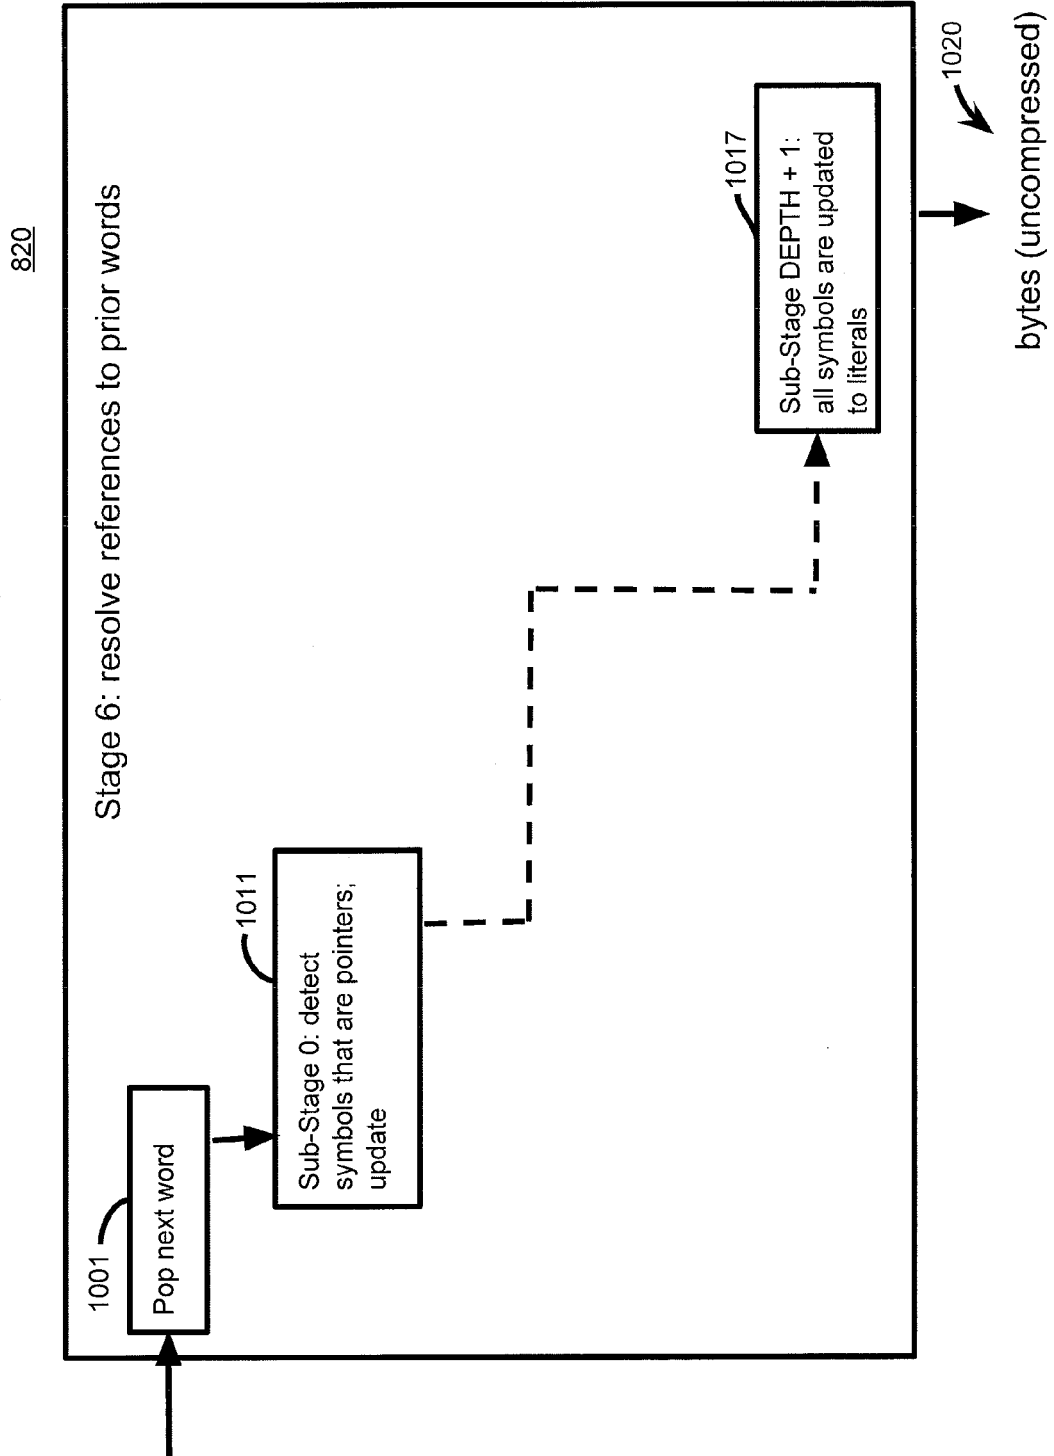 820
Stage 6: resolve references to prior words
1001
Pop next word
1011
Sub-Stage 0: detect
symbols that are pointers;
update
1017
Sub-Stage DEPTH + 1:
all symbols are updated
to literals
1020
bytes (uncompressed)